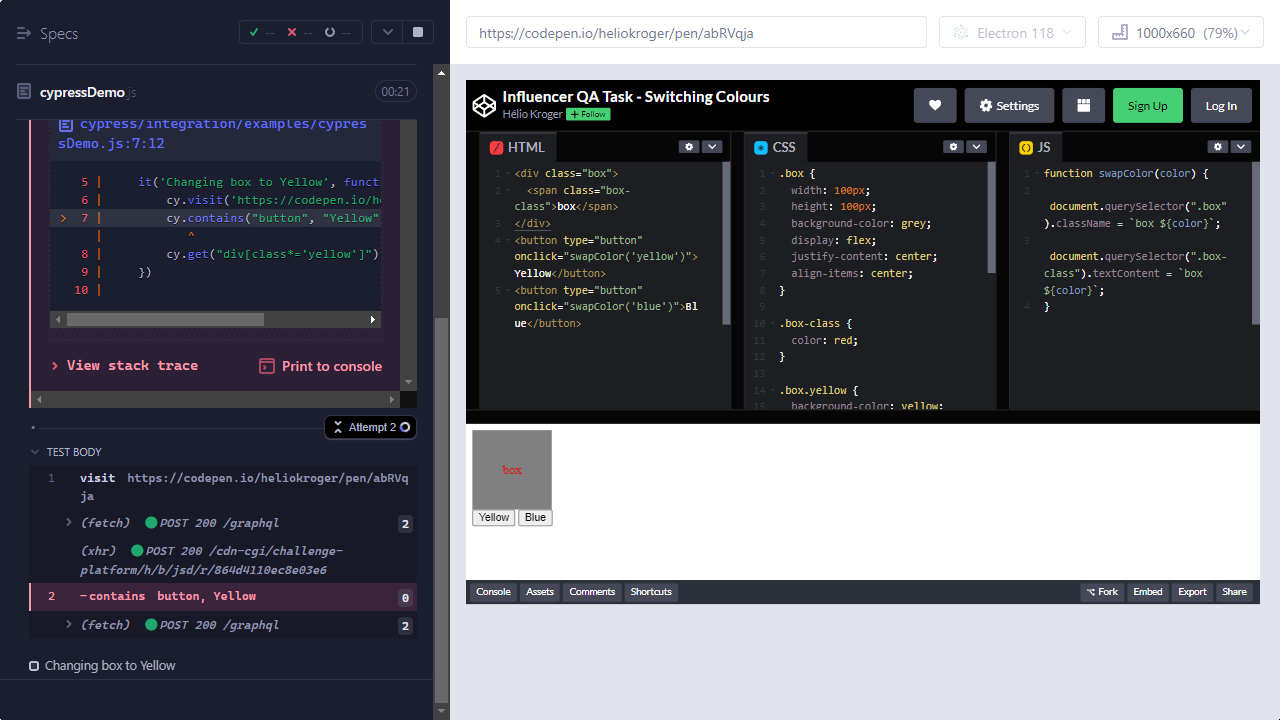 Specs
--
--
--
cypressDemo.js
00:21
cypress/integration/examples/cypres
sDemo.js:7:12
5 | it('Changing box to Yellow', funct
6 | cy.visit('https://codepen.io/he
> 7 | cy.contains("button", "Yellow"
| ^
8 | cy.get("div[class*='yellow']")
9 | })
10 |
> View stack trace
Print to console
Attempt 2
TEST BODY
1 visit https://codepen.io/heliokroger/pen/abRVq
ja
(fetch) POST 200 /graphql 2
(xhr) POST 200 /cdn-cgi/challenge-
platform/h/b/jsd/r/864d4110ec8e03e6
2 -contains button, Yellow 0
(fetch) POST 200 /graphql 2
Changing box to Yellow
https://codepen.io/heliokroger/pen/abRVqja
Electron 118
1000x660 (79%)
Influencer QA Task - Switching Colours
Hélio Kroger
+ Follow
Settings
Sign Up
Log In
HTML
1 <div class="box">
2 <span class="box-
class">box</span>
3 </div>
4 <button type="button"
onclick="swapColor('yellow')">
Yellow</button>
5 <button type="button"
onclick="swapColor('blue')">Bl
ue</button>
CSS
1 .box {
2 width: 100px;
3 height: 100px;
4 background-color: grey;
5 display: flex;
6 justify-content: center;
7 align-items: center;
8 }
9
10 .box-class {
11 color: red;
12 }
13
14 .box.yellow {
15 background-color: yellow;
JS
1 function swapColor(color) {
2
document.querySelector(".box"
).className = `box ${color}`;
3
document.querySelector(".box-
class").textContent = `box
${color}`;
4 }
box
Yellow
Blue
Console
Assets
Comments
Shortcuts
Fork
Embed
Export
Share